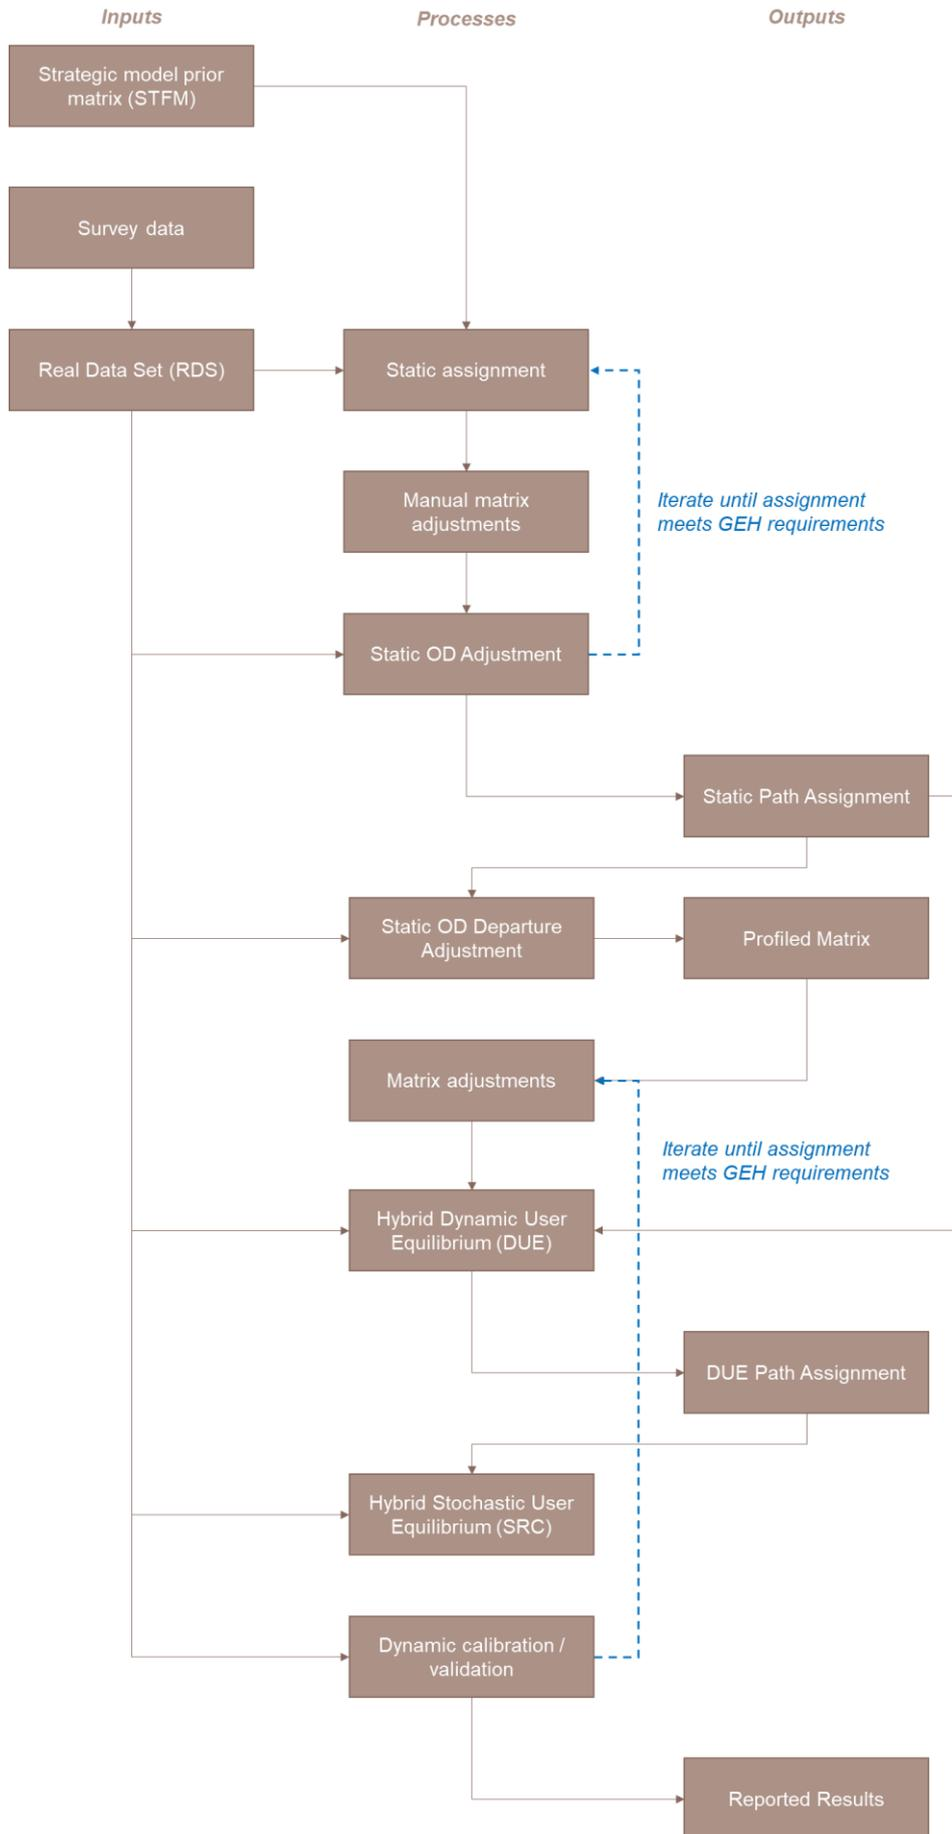 Inputs
Processes
Outputs
Strategic model prior
matrix (STFM)
Survey data
Real Data Set (RDS)
Static assignment
Manual matrix
adjustments
Iterate until assignment
meets GEH requirements
Static OD Adjustment
Static Path Assignment
Static OD Departure
Adjustment
Profiled Matrix
Matrix adjustments
Iterate until assignment
meets GEH requirements
Hybrid Dynamic User
Equilibrium (DUE)
DUE Path Assignment
Hybrid Stochastic User
Equilibrium (SRC)
Dynamic calibration /
validation
Reported Results